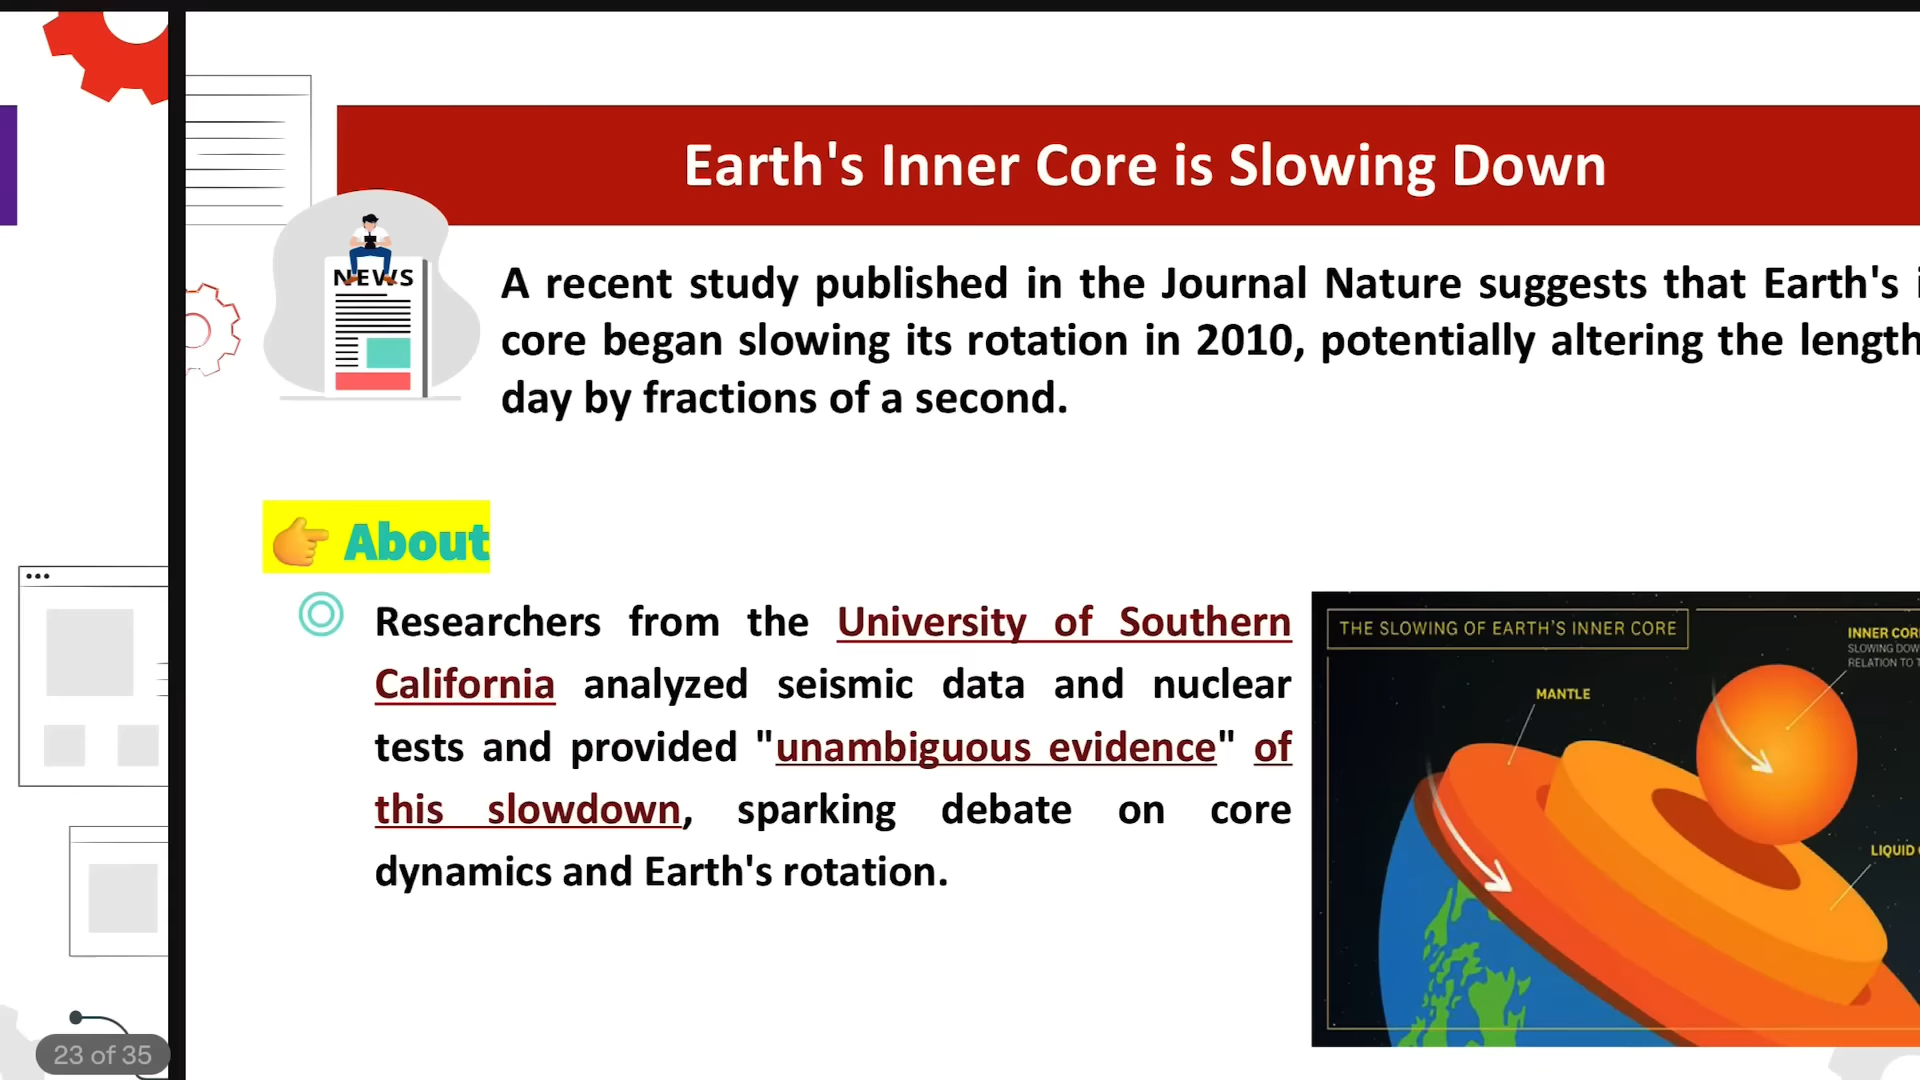 Earth's Inner Core is Slowing Down
NEWS
A recent study published in the Journal Nature suggests that Earth's
core began slowing its rotation in 2010, potentially altering the length
day by fractions of a second.
👉 About
Researchers from the University of Southern
California analyzed seismic data and nuclear
tests and provided "unambiguous evidence" of
this slowdown, sparking debate on core
dynamics and Earth's rotation.
THE SLOWING OF EARTH'S INNER CORE
INNER
SLOWING
RELATION TO
MANTLE
LIQUID
23 of 35